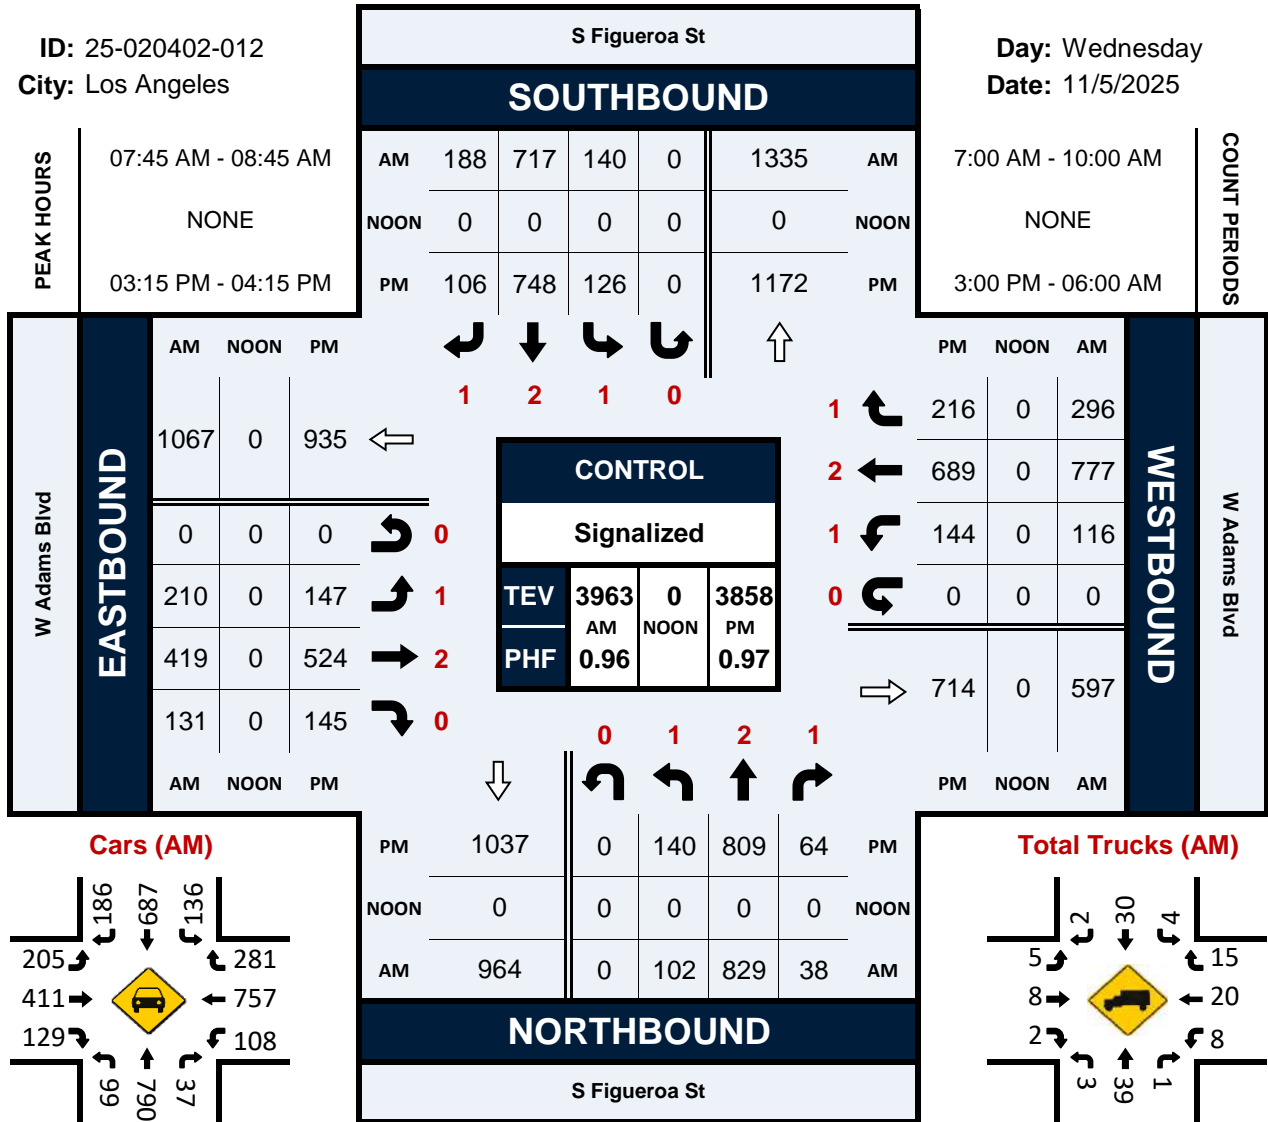 S Figueroa St
ID: 25-020402-012
City: Los Angeles
Day: Wednesday
Date: 11/5/2025
SOUTHBOUND
PEAK HOURS
07:45 AM - 08:45 AM
NONE
03:15 PM - 04:15 PM
AM 188 717 140 0 1335 AM
NOON 0 0 0 0 0 NOON
PM 106 748 126 0 1172 PM
7:00 AM - 10:00 AM
NONE
3:00 PM - 06:00 AM
COUNT PERIODS
1 2 1 0
W Adams Blvd
EASTBOUND
AM NOON PM
1067 0 935
0 0 0 0
210 0 147 1
419 0 524 2
131 0 145 0
AM NOON PM
CONTROL
Signalized
TEV 3963 0 3858
AM NOON PM
PHF 0.96 0.97
PM NOON AM
1 216 0 296
2 689 0 777
1 144 0 116
0 0 0 0
714 0 597
PM NOON AM
WESTBOUND
W Adams Blvd
0 1 2 1
PM 1037 0 140 809 64 PM
NOON 0 0 0 0 0 NOON
AM 964 0 102 829 38 AM
NORTHBOUND
S Figueroa St
Cars (AM)
186 687 136
205 281
411 757
129 108
99 790 37
Total Trucks (AM)
2 30 4
5 15
8 20
2 8
3 39 1